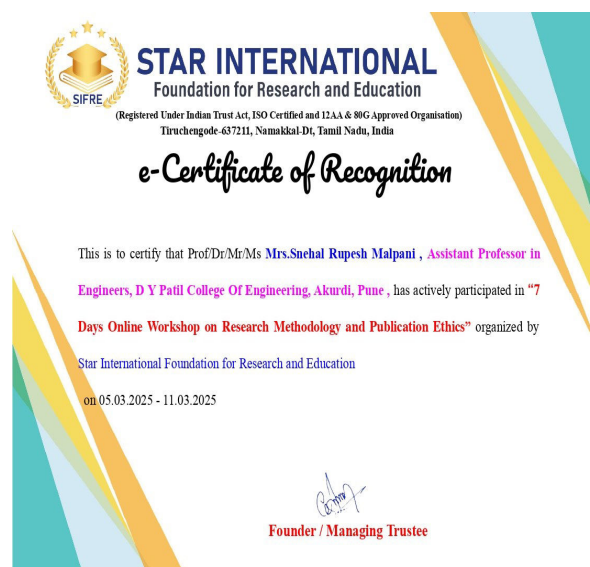 SIFRE
STAR INTERNATIONAL
Foundation for Research and Education
(Registered Under Indian Trust Act, ISO Certified and 12AA & 80G Approved Organisation)
Tiruchengode-637211, Namakkal-Dt, Tamil Nadu, India
e-Certificate of Recognition
This is to certify that Prof/Dr/Mr/Ms Mrs.Snehal Rupesh Malpani , Assistant Professor in
Engineers, D Y Patil College Of Engineering, Akurdi, Pune , has actively participated in “7
Days Online Workshop on Research Methodology and Publication Ethics” organized by
Star International Foundation for Research and Education
on 05.03.2025 - 11.03.2025
Founder / Managing Trustee